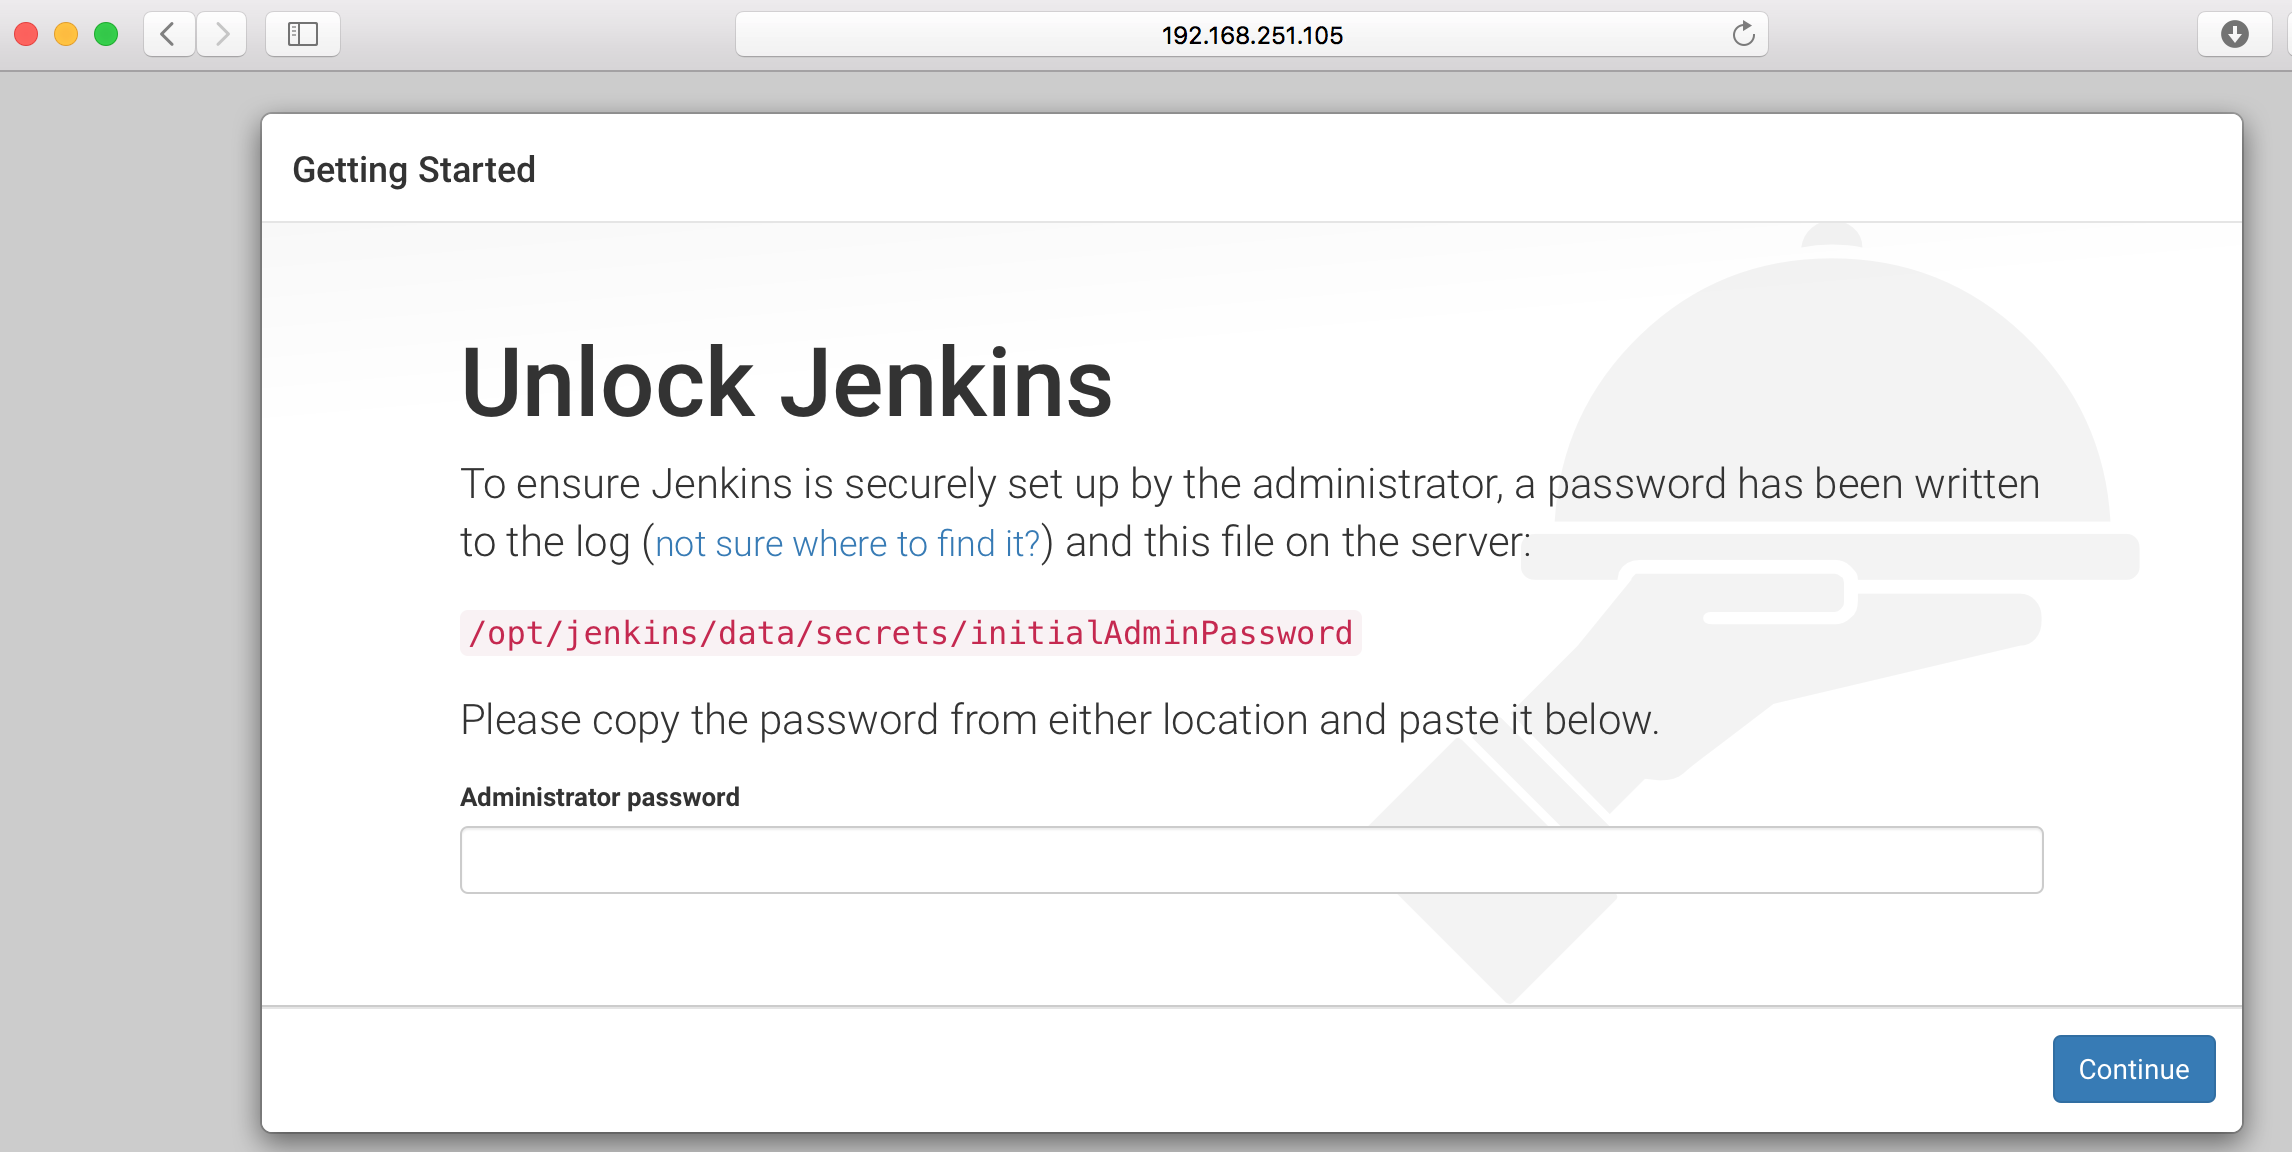 192.168.251.105
Getting Started
Unlock Jenkins
To ensure Jenkins is securely set up by the administrator, a password has been written
to the log (not sure where to find it?) and this file on the server:
/opt/jenkins/data/secrets/initialAdminPassword
Please copy the password from either location and paste it below.
Administrator password
Continue